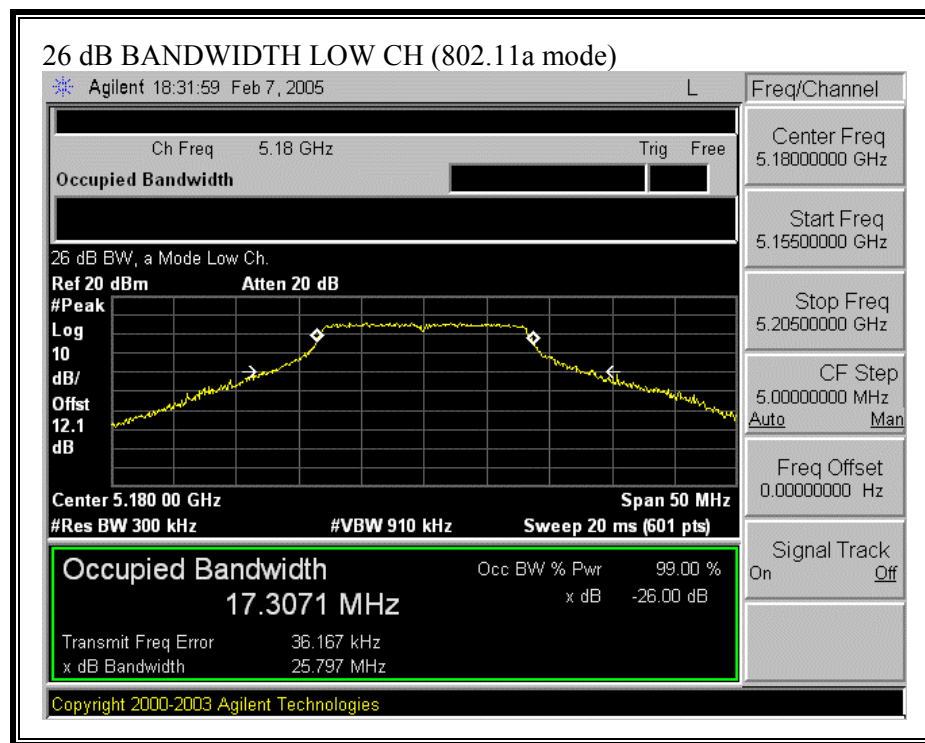 26 dB BANDWIDTH LOW CH (802.11a mode)
Agilent 18:31:59 Feb 7, 2005 L
Freq/Channel
Ch Freq 5.18 GHz Trig Free
Occupied Bandwidth
Center Freq
5.18000000 GHz
Start Freq
5.15500000 GHz
Stop Freq
5.20500000 GHz
CF Step
5.00000000 MHz
Auto Man
Freq Offset
0.00000000 Hz
Signal Track
On Off
26 dB BW, a Mode Low Ch.
Ref 20 dBm Atten 20 dB
#Peak
Log
10
dB/
Offst
12.1
dB
Center 5.180 00 GHz Span 50 MHz
#Res BW 300 kHz #VBW 910 kHz Sweep 20 ms (601 pts)
Occupied Bandwidth Occ BW % Pwr 99.00 %
17.3071 MHz x dB -26.00 dB
Transmit Freq Error 36.167 kHz
x dB Bandwidth 25.797 MHz
Copyright 2000-2003 Agilent Technologies